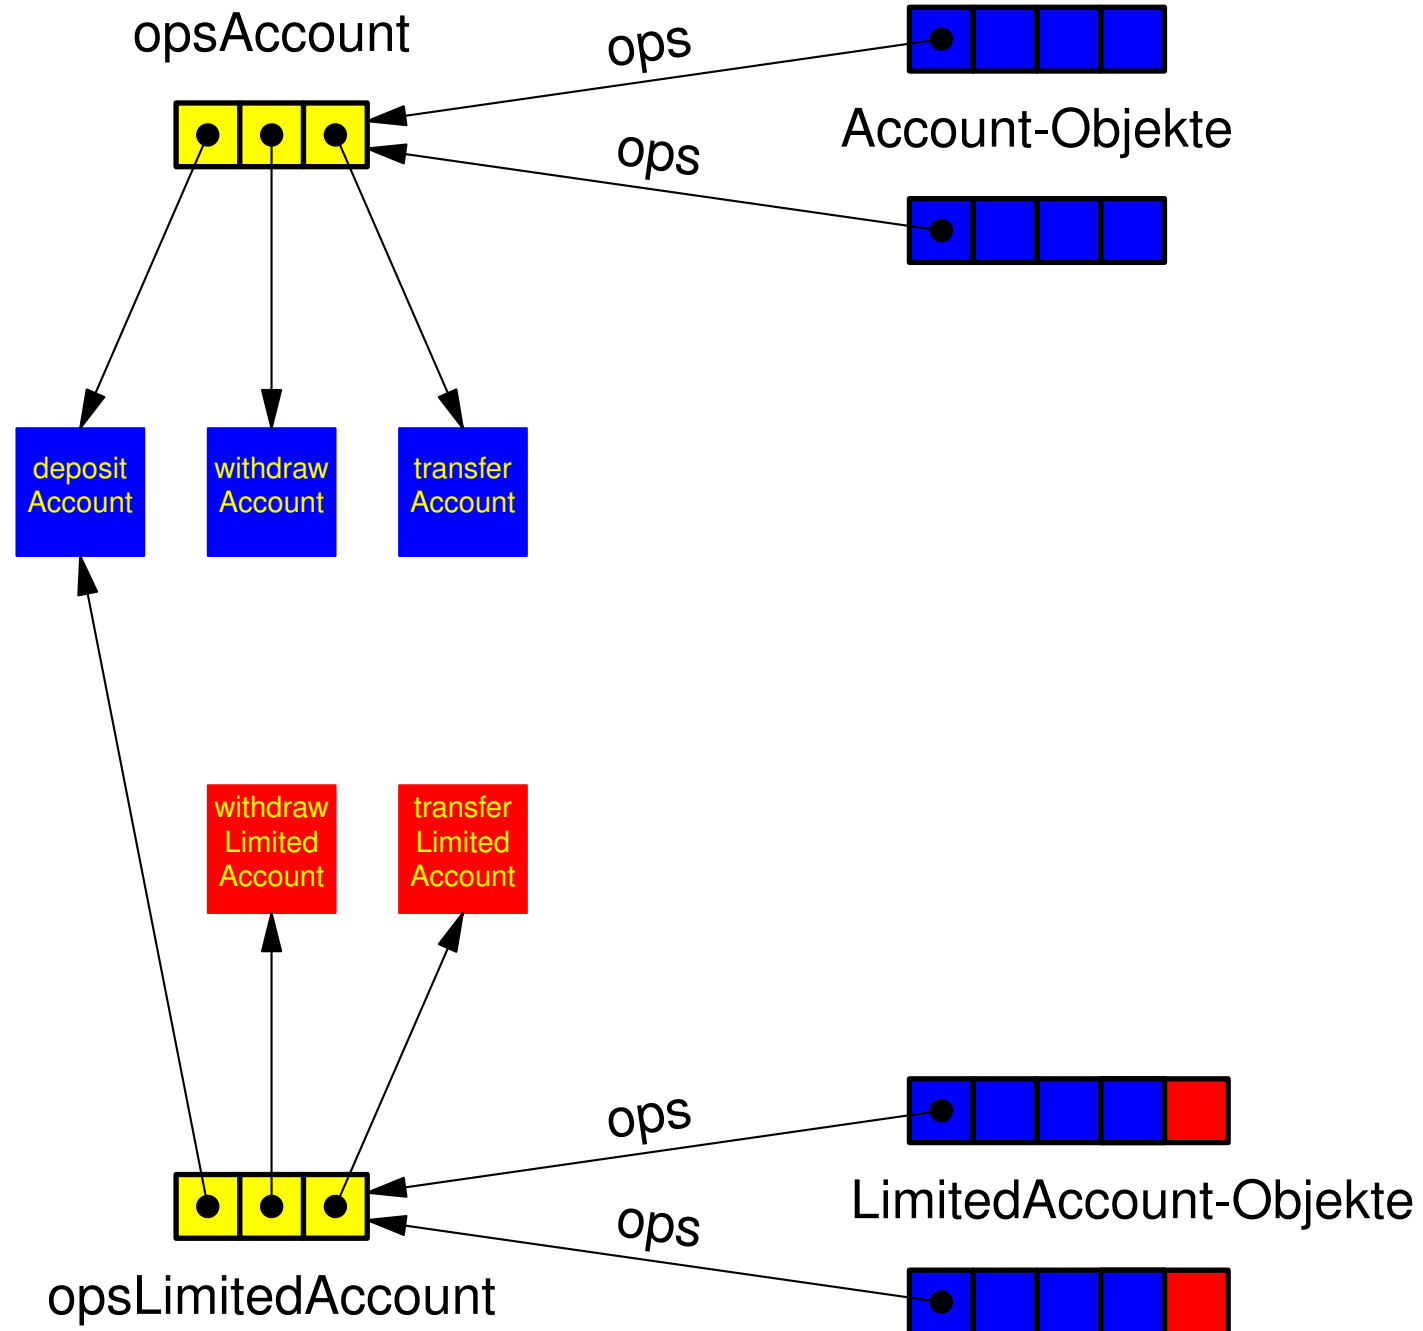 opsAccount
ops
Account-Objekte
ops
deposit
Account
withdraw
Account
transfer
Account
withdraw
Limited
Account
transfer
Limited
Account
ops
LimitedAccount-Objekte
ops
opsLimitedAccount